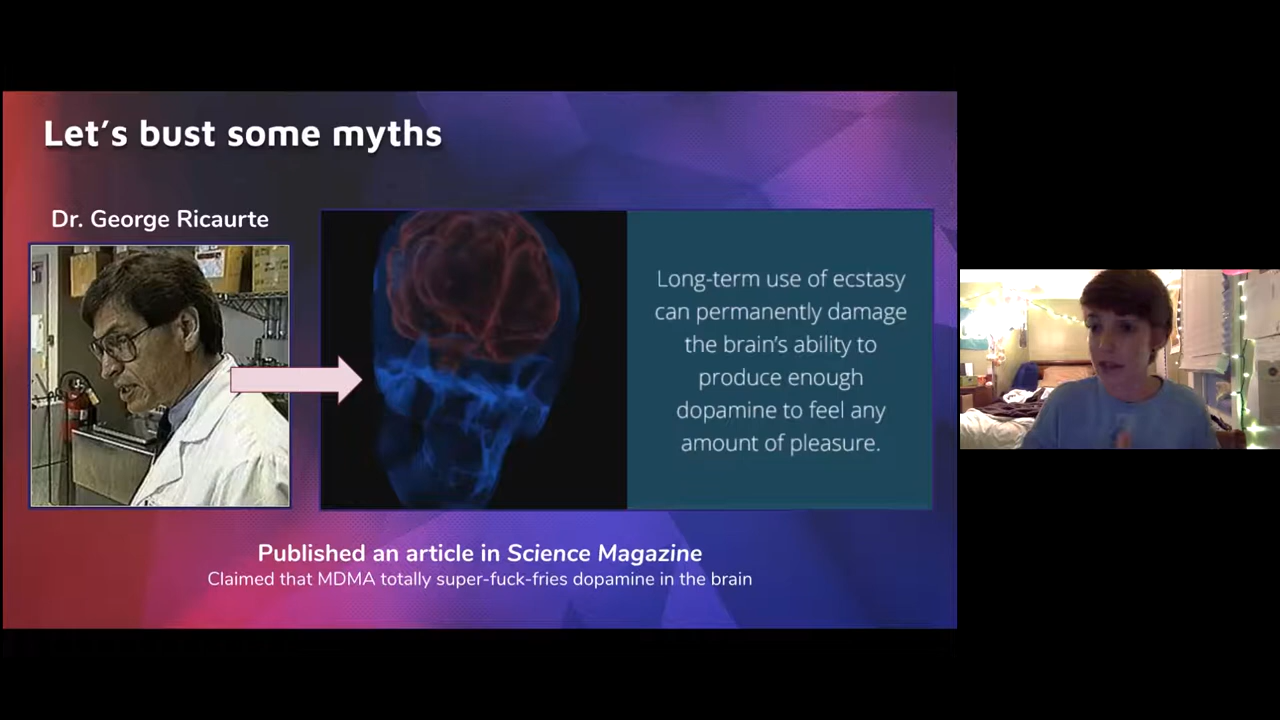 Let's bust some myths
Dr. George Ricaurte
Long-term use of ecstasy
can permanently damage
the brain's ability to
produce enough
dopamine to feel any
amount of pleasure.
Published an article in Science Magazine
Claimed that MDMA totally super-fuck-fries dopamine in the brain